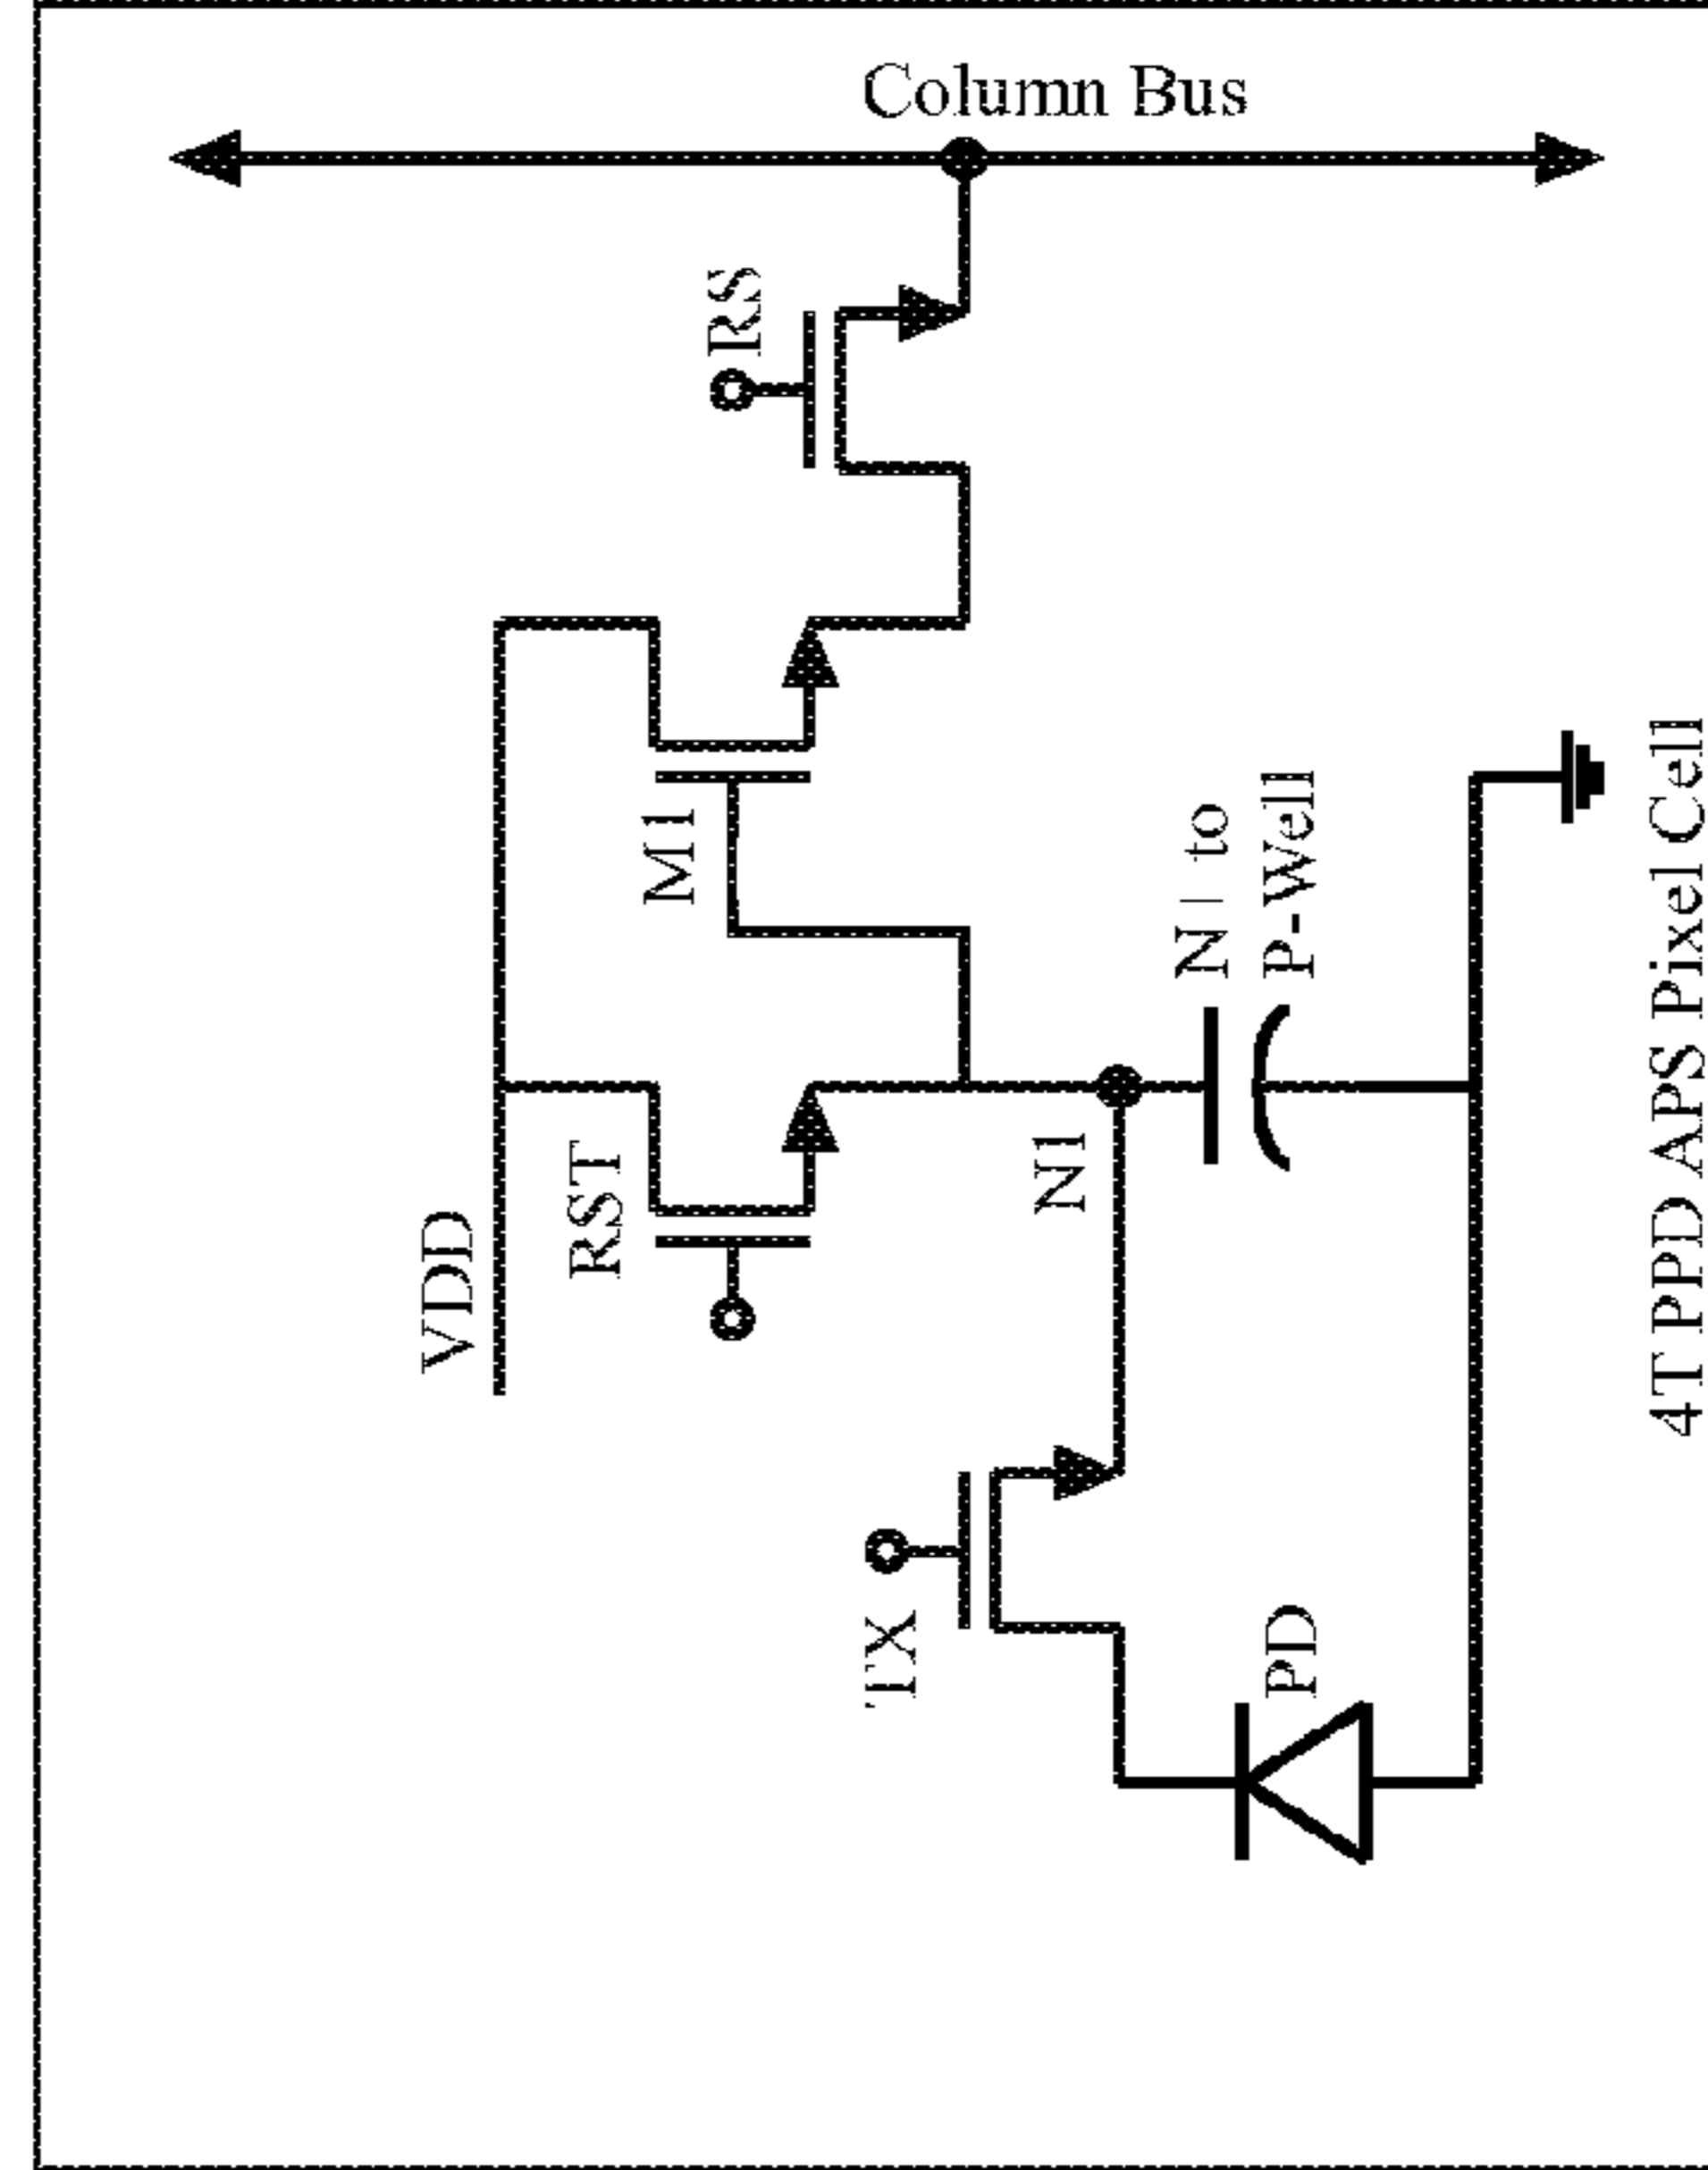 Column Bus
RS
M1
VDD
RST
N1
N+ to
P-Well
TX
PD
4T PPD APS Pixel Cell